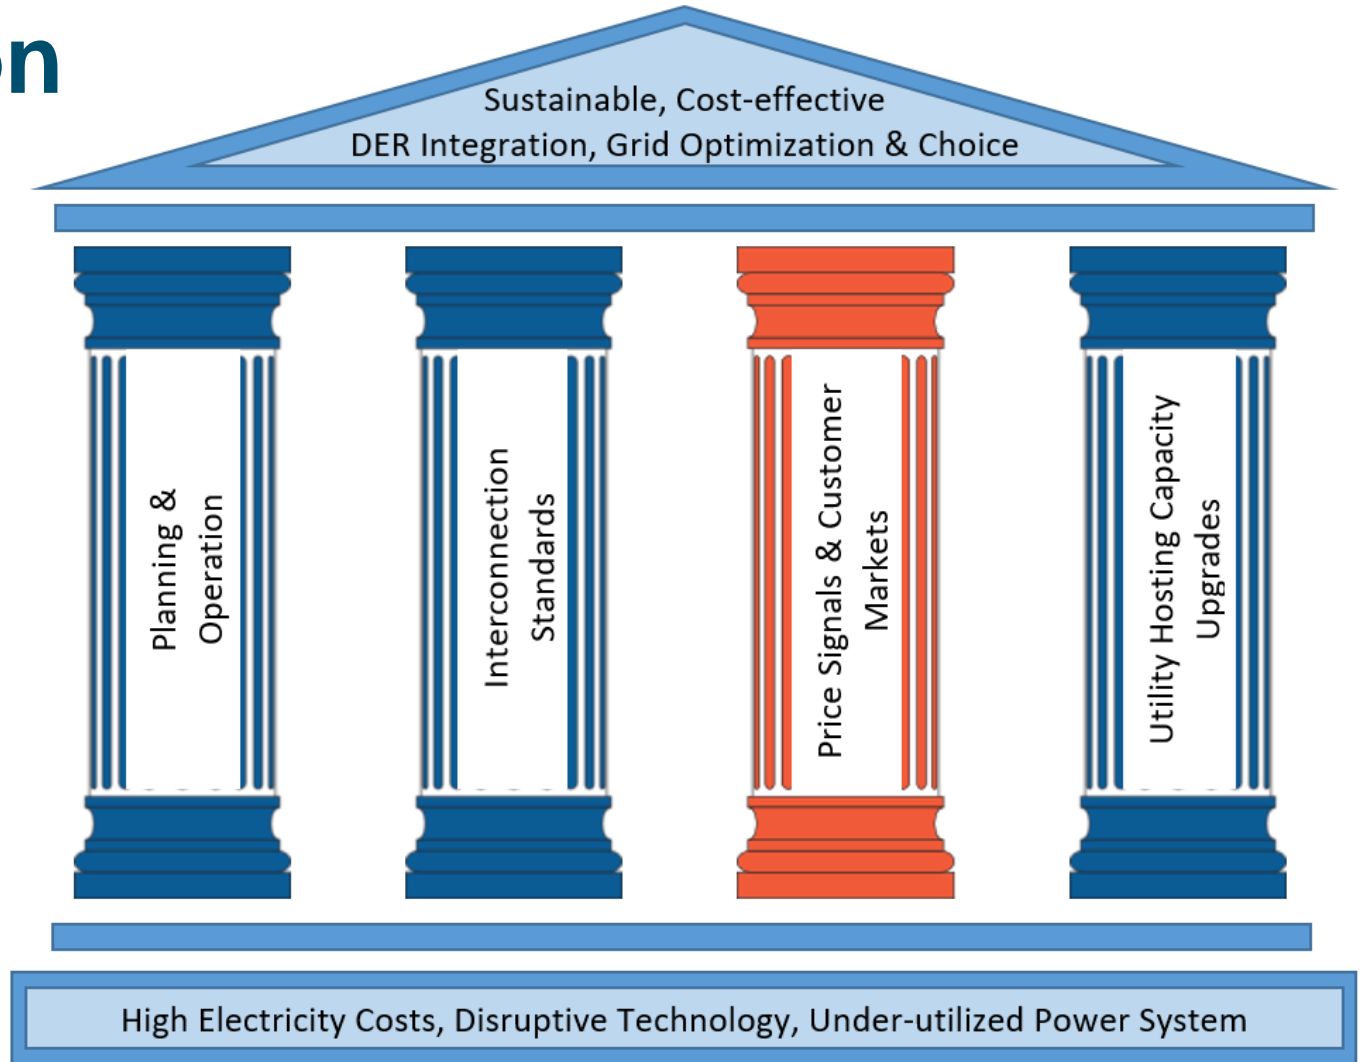 on
Sustainable, Cost-effective
DER Integration, Grid Optimization & Choice
Planning &
Operation
Interconnection
Standards
Price Signals & Customer
Markets
Utility Hosting Capacity
Upgrades
High Electricity Costs, Disruptive Technology, Under-utilized Power System